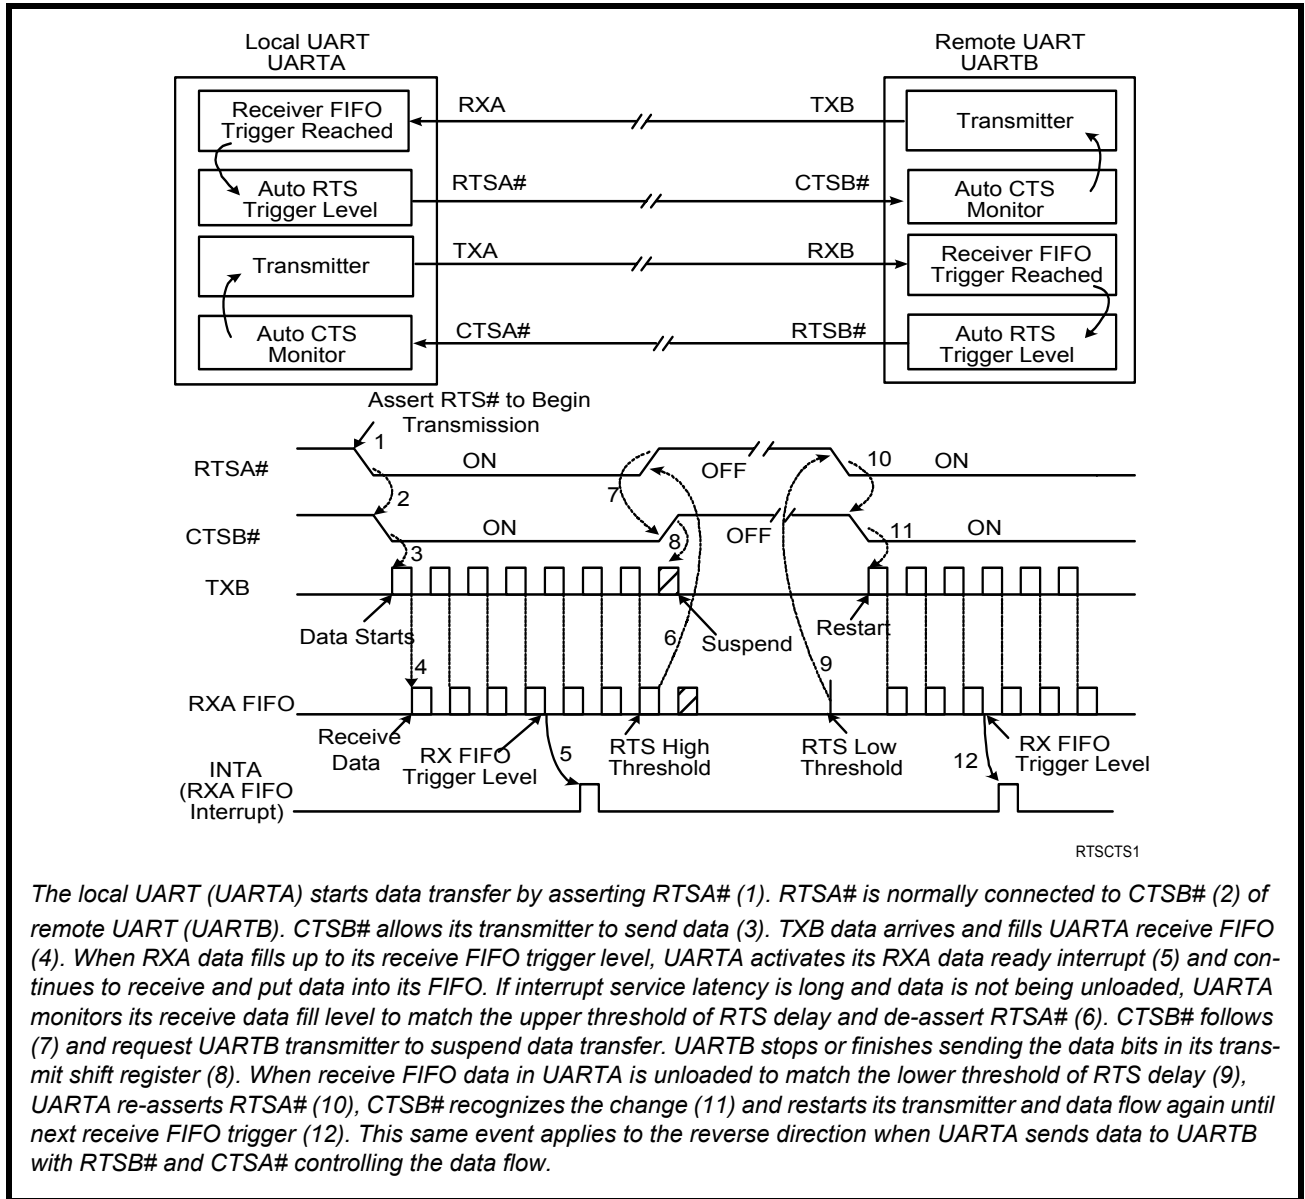 Local UART
UARTA
Remote UART
UARTB
Receiver FIFO
Trigger Reached
RXA
TXB
Transmitter
Auto RTS
Trigger Level
RTSA#
CTSB#
Auto CTS
Monitor
Transmitter
TXA
RXB
Receiver FIFO
Trigger Reached
Auto CTS
Monitor
CTSA#
RTSB#
Auto RTS
Trigger Level
Assert RTS# to Begin
Transmission
1
RTSA#
ON
OFF
10
ON
2
7
CTSB#
ON
8
OFF
11
ON
3
TXB
Data Starts
6
Suspend
Restart
4
9
RXA FIFO
Receive
Data
RX FIFO
Trigger Level
5
RTS High
Threshold
RTS Low
Threshold
12
RX FIFO
Trigger Level
INTA
(RXA FIFO
Interrupt)
RTSCTS1
The local UART (UARTA) starts data transfer by asserting RTSA# (1). RTSA# is normally connected to CTSB# (2) of
remote UART (UARTB). CTSB# allows its transmitter to send data (3). TXB data arrives and fills UARTA receive FIFO
(4). When RXA data fills up to its receive FIFO trigger level, UARTA activates its RXA data ready interrupt (5) and con-
tinues to receive and put data into its FIFO. If interrupt service latency is long and data is not being unloaded, UARTA
monitors its receive data fill level to match the upper threshold of RTS delay and de-assert RTSA# (6). CTSB# follows
(7) and request UARTB transmitter to suspend data transfer. UARTB stops or finishes sending the data bits in its trans-
mit shift register (8). When receive FIFO data in UARTA is unloaded to match the lower threshold of RTS delay (9),
UARTA re-asserts RTSA# (10), CTSB# recognizes the change (11) and restarts its transmitter and data flow again until
next receive FIFO trigger (12). This same event applies to the reverse direction when UARTA sends data to UARTB
with RTSB# and CTSA# controlling the data flow.